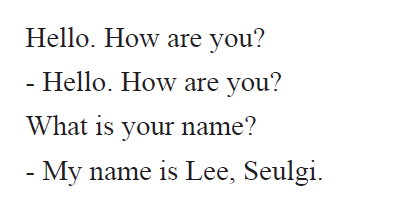 Hello. How are you?
- Hello. How are you?
What is your name?
- My name is Lee, Seulgi.